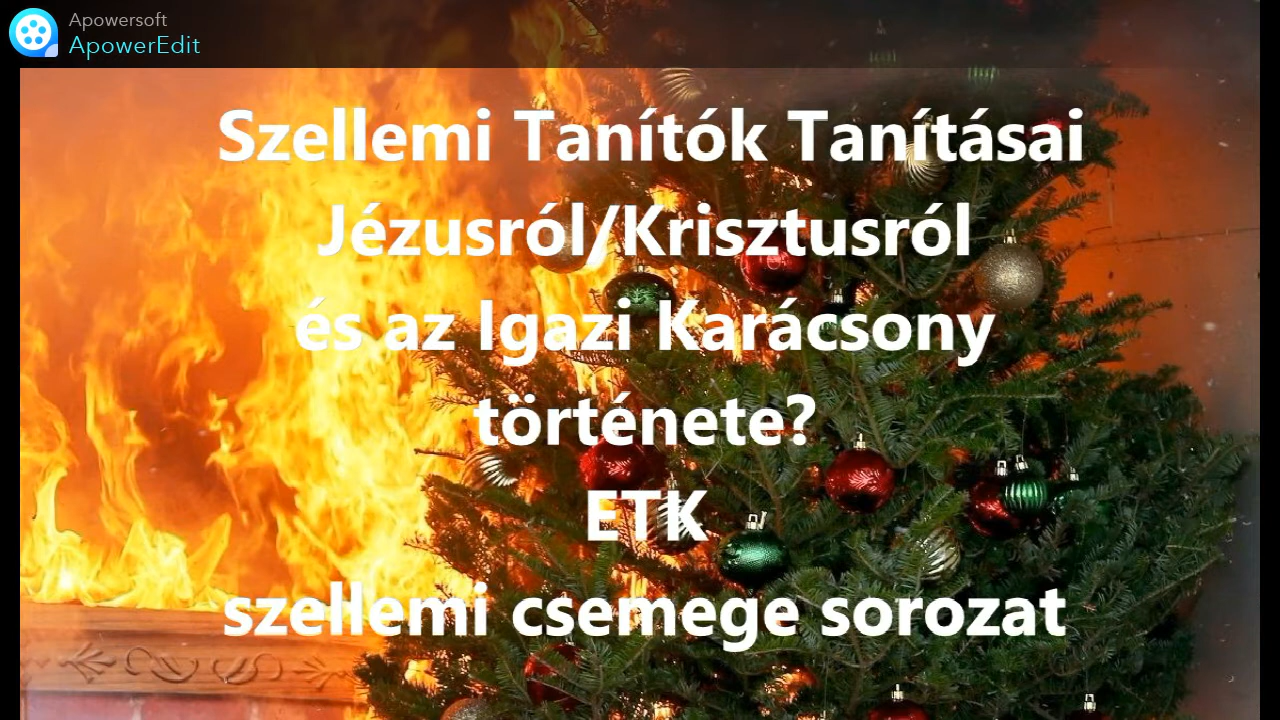 Apowersoft
ApowerEdit
Szellemi Tanítók Tanításai
Jézusról/Krisztusról
és az Igazi Karácsony
története?
ETK
szellemi csemege sorozat